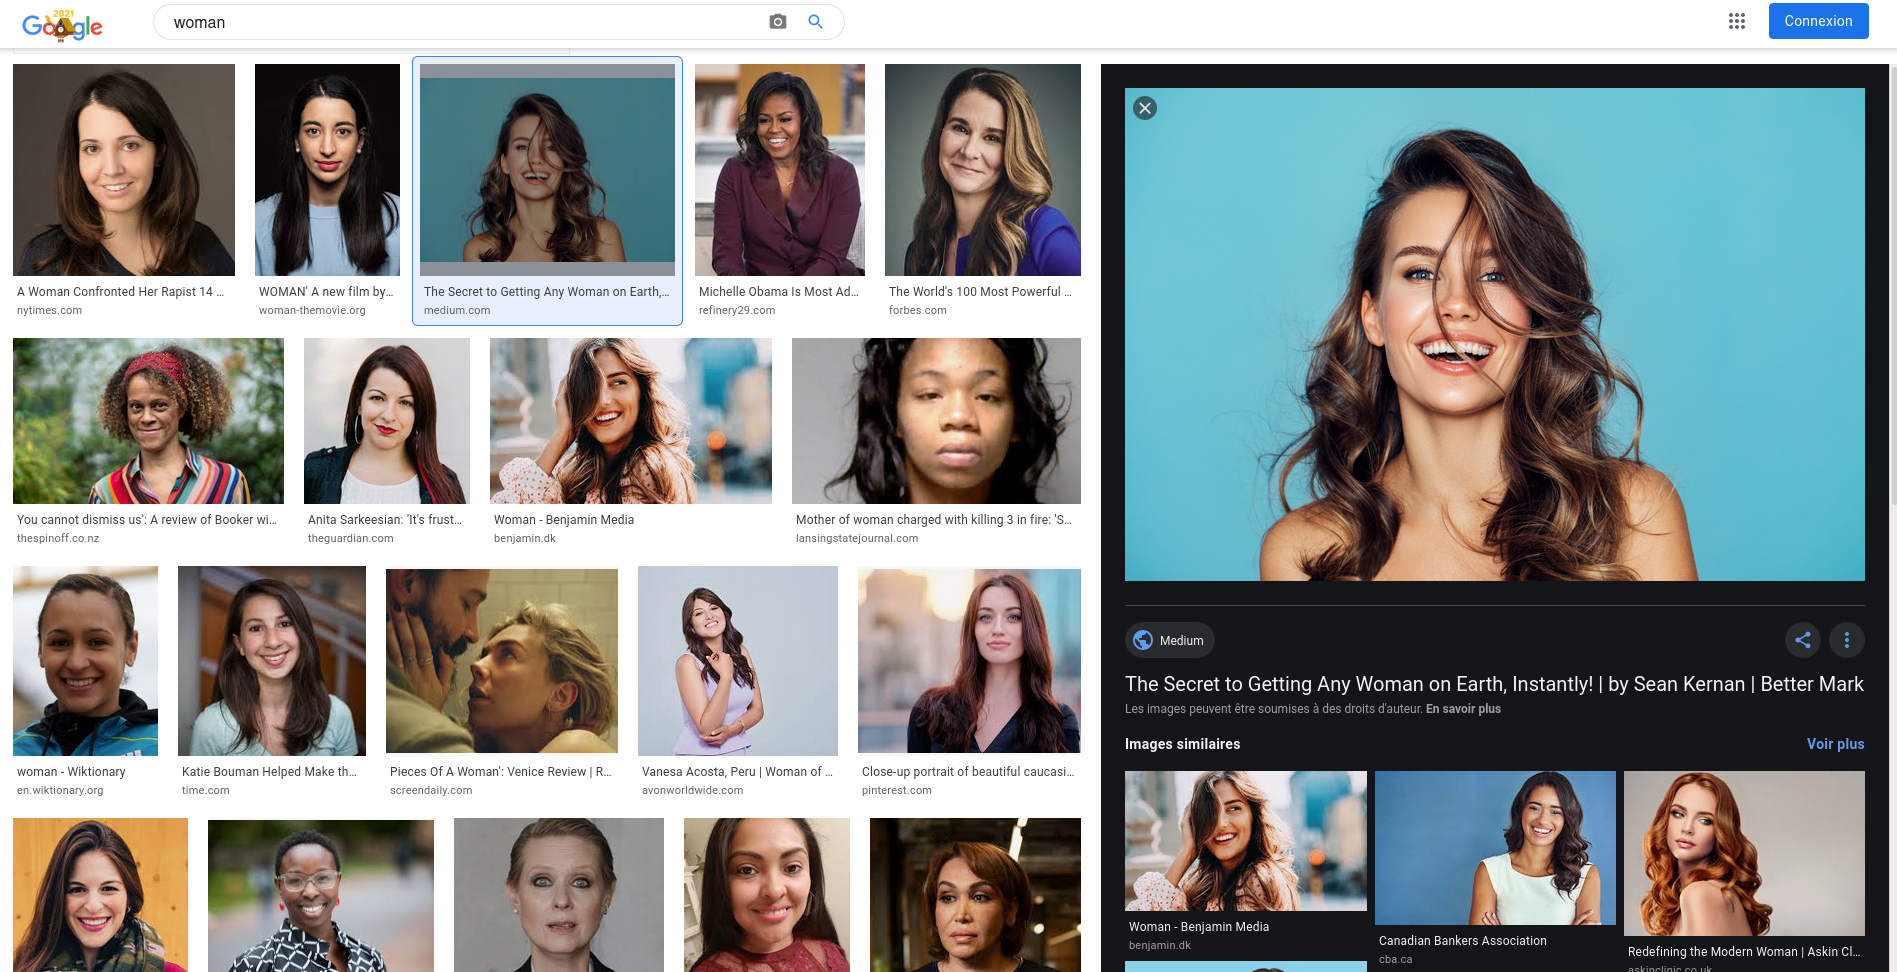 2021
Google
woman
Connexion
A Woman Confronted Her Rapist 14 ...
nytimes.com
WOMAN' A new film by...
woman-themovie.org
The Secret to Getting Any Woman on Earth,...
medium.com
Michelle Obama Is Most Ad...
refinery29.com
The World's 100 Most Powerful ...
forbes.com
You cannot dismiss us': A review of Booker wi...
thespinoff.co.nz
Anita Sarkeesian: 'It's frust...
theguardian.com
Woman - Benjamin Media
benjamin.dk
Mother of woman charged with killing 3 in fire: 'S...
lansingstatejournal.com
woman - Wiktionary
en.wiktionary.org
Katie Bouman Helped Make th...
time.com
Pieces Of A Woman': Venice Review | R...
screendaily.com
Vanesa Acosta, Peru | Woman of ...
avonworldwide.com
Close-up portrait of beautiful caucasi...
pinterest.com
Medium
The Secret to Getting Any Woman on Earth, Instantly! | by Sean Kernan | Better Mark
Les images peuvent être soumises à des droits d'auteur. En savoir plus
Images similaires
Voir plus
Woman - Benjamin Media
benjamin.dk
Canadian Bankers Association
cba.ca
Redefining the Modern Woman | Askin Cl...
askinclinic.co.uk